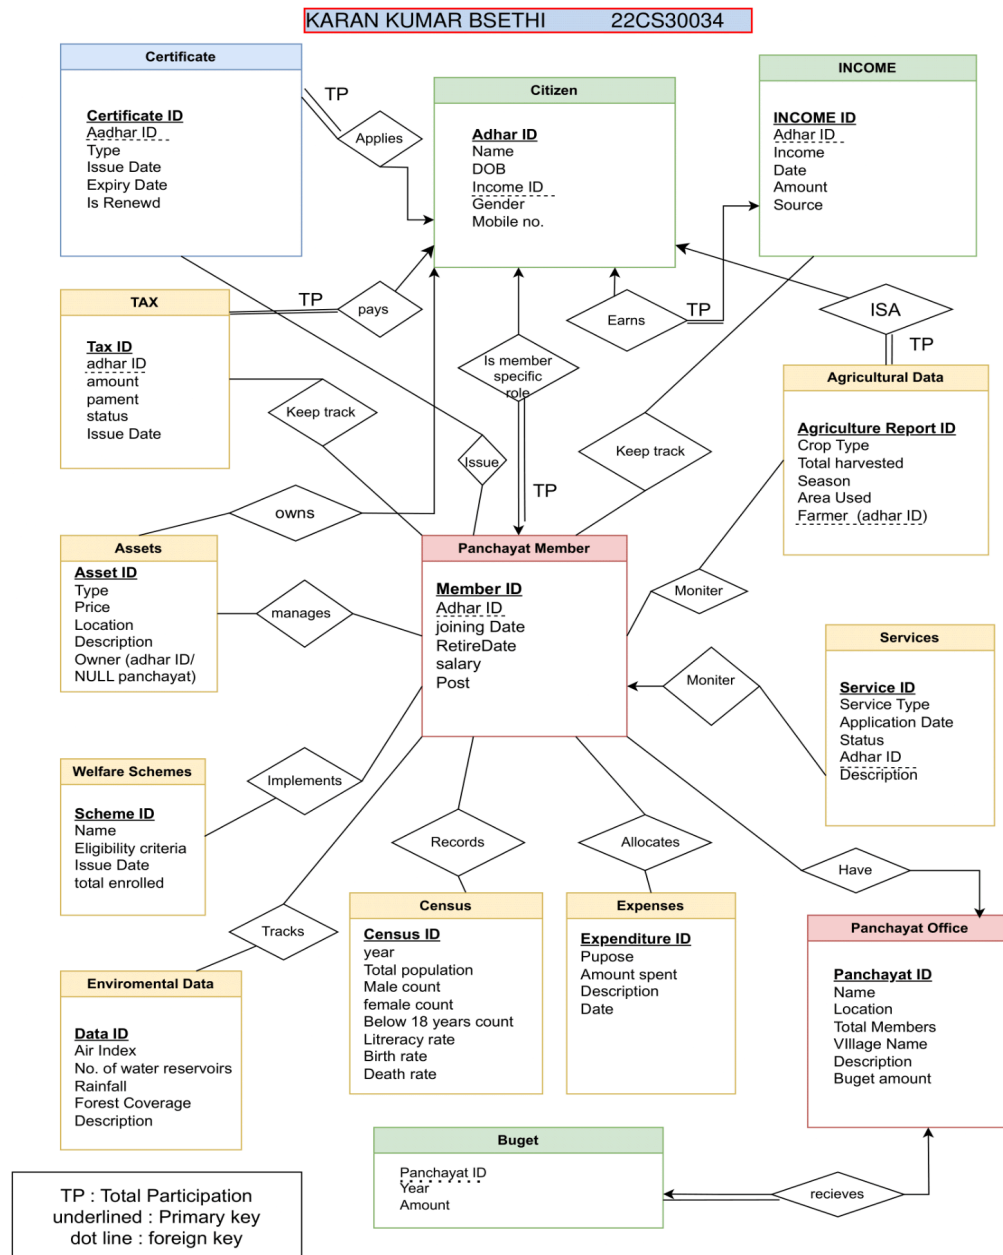 KARAN KUMAR BSETHI 22CS30034
Certificate
Certificate ID
Aadhar ID
Type
Issue Date
Expiry Date
Is Renewd
TP
Applies
Citizen
Adhar ID
Name
DOB
Income ID
Gender
Mobile no.
INCOME
INCOME ID
Adhar ID
Income
Date
Amount
Source
TAX
Tax ID
adhar ID
amount
pament
status
Issue Date
TP
pays
Is member
specific
role
TP
Earns
TP
ISA
TP
Keep track
Issue
Keep track
Agricultural Data
Agriculture Report ID
Crop Type
Total harvested
Season
Area Used
Farmer (adhar ID)
owns
Assets
Asset ID
Type
Price
Location
Description
Owner (adhar ID/
NULL panchayat)
manages
Panchayat Member
Member ID
Adhar ID
joining Date
RetireDate
salary
Post
Moniter
Moniter
Services
Service ID
Service Type
Application Date
Status
Adhar ID
Description
Welfare Schemes
Scheme ID
Name
Eligibility criteria
Issue Date
total enrolled
Implements
Records
Allocates
Have
Tracks
Census
Census ID
year
Total population
Male count
female count
Below 18 years count
Litreracy rate
Birth rate
Death rate
Expenses
Expenditure ID
Pupose
Amount spent
Description
Date
Panchayat Office
Panchayat ID
Name
Location
Total Members
VIllage Name
Description
Buget amount
Enviromental Data
Data ID
Air Index
No. of water reservoirs
Rainfall
Forest Coverage
Description
Buget
Panchayat ID
Year
Amount
recieves
TP : Total Participation
underlined : Primary key
dot line : foreign key